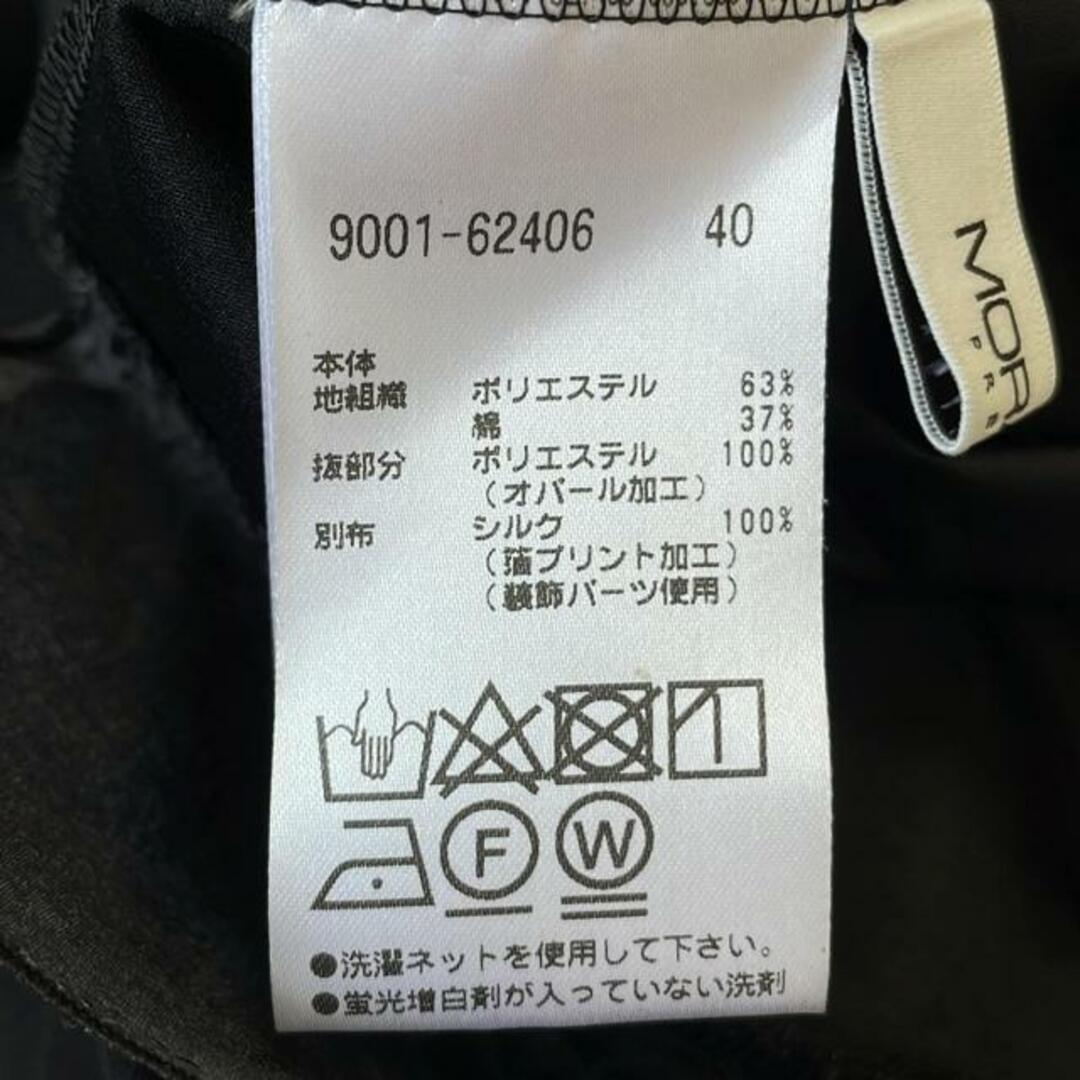 9001-62406 40
本体
地組織 ポリエステル 63%
綿 37%
抜部分 ポリエステル 100%
(オパール加工)
別布 シルク 100%
(箔プリント加工)
(装飾パーツ使用)
F W
●洗濯ネットを使用して下さい。
●蛍光増白剤が入っていない洗剤